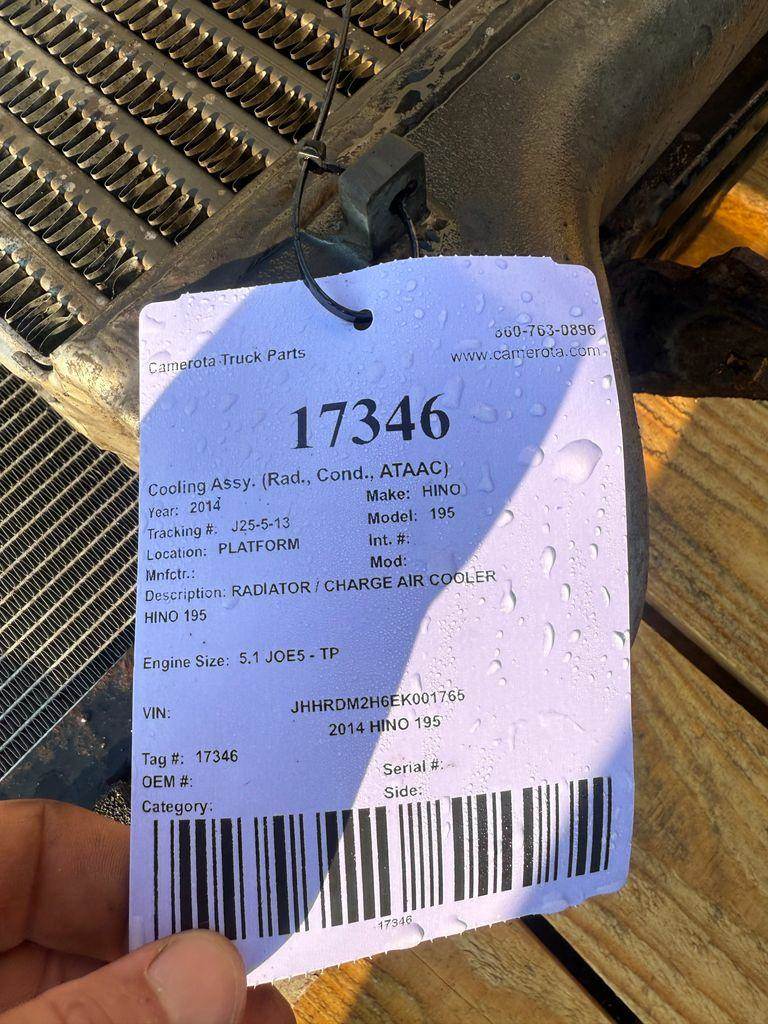 Camerota Truck Parts
860-763-0896
www.camerota.com
17346
Cooling Assy. (Rad., Cond., ATAAC)
Year: 2014
Make: HINO
Tracking #: J25-5-13
Model: 195
Location: PLATFORM
Int. #:
Mnfctr.:
Mod:
Description: RADIATOR / CHARGE AIR COOLER
HINO 195
Engine Size: 5.1 JOE5 - TP
VIN: JHHRDM2H6EK001765
2014 HINO 195
Tag #: 17346
Serial #:
OEM #:
Side:
Category:
17346